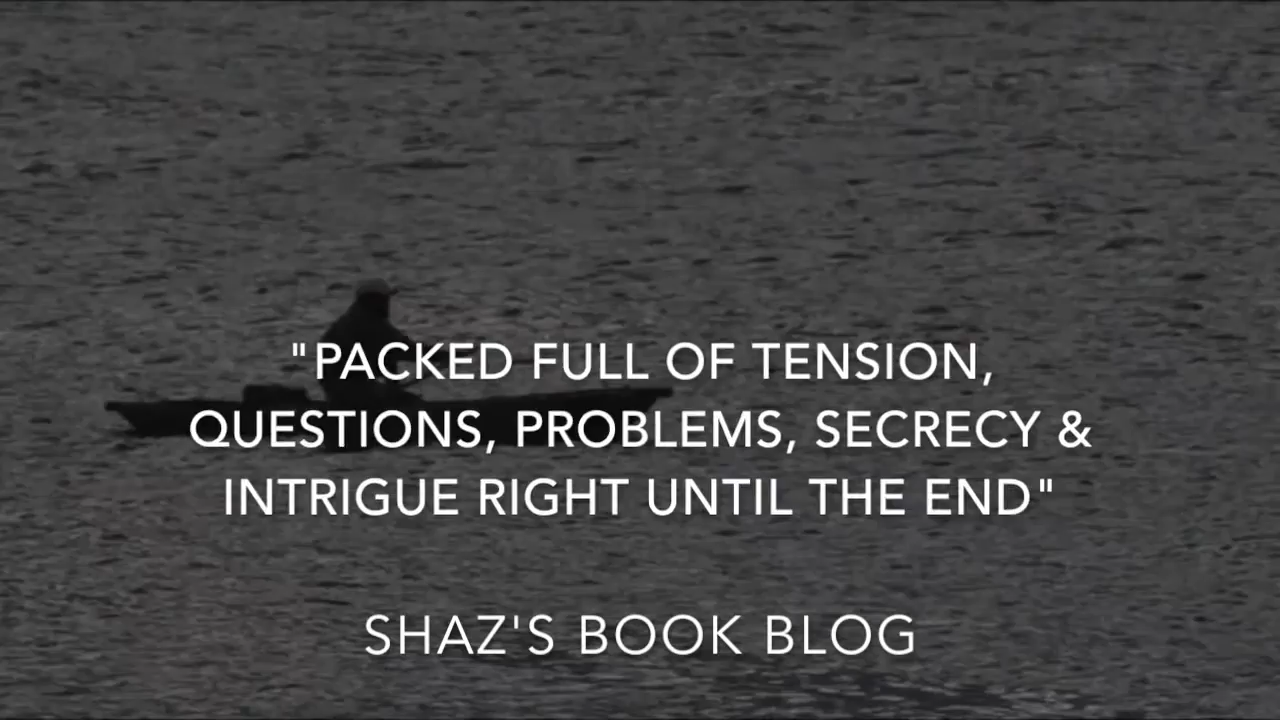 "PACKED FULL OF TENSION,
QUESTIONS, PROBLEMS, SECRECY &
INTRIGUE RIGHT UNTIL THE END"
SHAZ'S BOOK BLOG